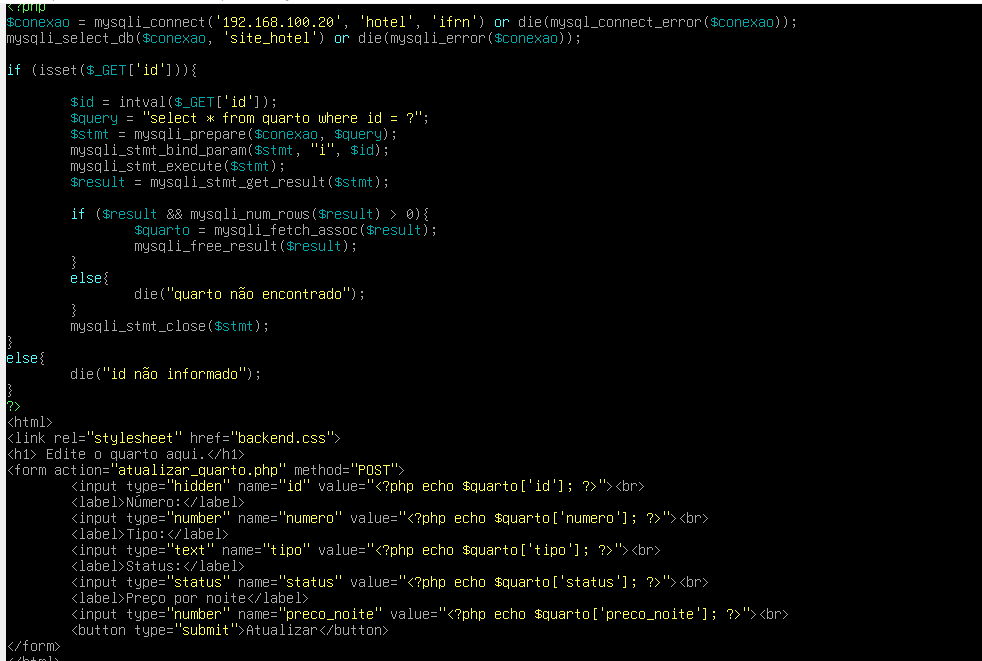 <?php
$conexao = mysqli_connect('192.168.100.20', 'hotel', 'ifrn') or die(mysql_connect_error($conexao));
mysqli_select_db($conexao, 'site_hotel') or die(mysqli_error($conexao));
if (isset($_GET['id'])){
$id = intval($_GET['id']);
$query = "select * from quarto where id = ?";
$stmt = mysqli_prepare($conexao, $query);
mysqli_stmt_bind_param($stmt, "i", $id);
mysqli_stmt_execute($stmt);
$result = mysqli_stmt_get_result($stmt);
if ($result && mysqli_num_rows($result) > 0){
$quarto = mysqli_fetch_assoc($result);
mysqli_free_result($result);
}
else{
die("quarto não encontrado");
}
mysqli_stmt_close($stmt);
}
else{
die("id não informado");
}
?>
<html>
<link rel="stylesheet" href="backend.css">
<h1> Edite o quarto aqui.</h1>
<form action="atualizar_quarto.php" method="POST">
<input type="hidden" name="id" value="<?php echo $quarto['id']; ?>"><br>
<label>Número:</label>
<input type="number" name="numero" value="<?php echo $quarto['numero']; ?>"><br>
<label>Tipo:</label>
<input type="text" name="tipo" value="<?php echo $quarto['tipo']; ?>"><br>
<label>Status:</label>
<input type="status" name="status" value="<?php echo $quarto['status']; ?>"><br>
<label>Preço por noite</label>
<input type="number" name="preco_noite" value="<?php echo $quarto['preco_noite']; ?>"><br>
<button type="submit">Atualizar</button>
</form>
</html>